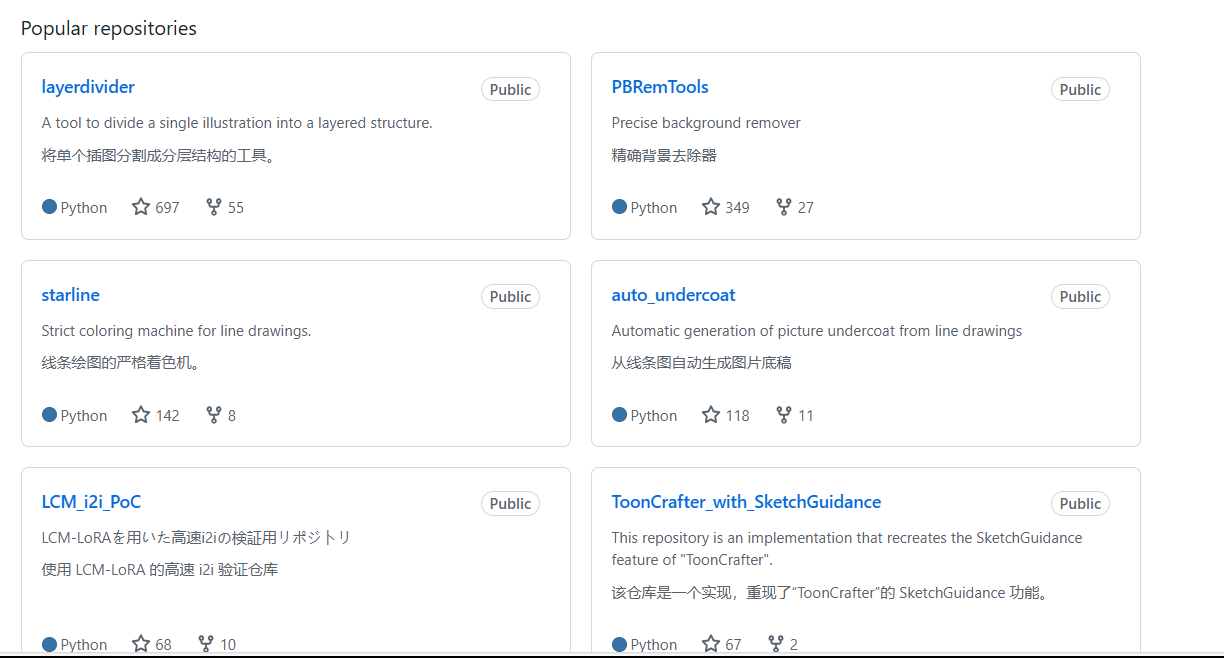 Popular repositories
layerdivider
Public
A tool to divide a single illustration into a layered structure.
将单个插图分割成分层结构的工具。
Python 697 55
PBRemTools
Public
Precise background remover
精确背景去除器
Python 349 27
starline
Public
Strict coloring machine for line drawings.
线条绘图的严格着色机。
Python 142 8
auto_undercoat
Public
Automatic generation of picture undercoat from line drawings
从线条图自动生成图片底稿
Python 118 11
LCM_i2i_PoC
Public
LCM-LoRAを用いた高速i2iの検証用リポジトリ
使用 LCM-LoRA 的高速 i2i 验证仓库
Python 68 10
ToonCrafter_with_SketchGuidance
Public
This repository is an implementation that recreates the SketchGuidance
feature of "ToonCrafter".
该仓库是一个实现，重现了“ToonCrafter”的 SketchGuidance 功能。
Python 67 2